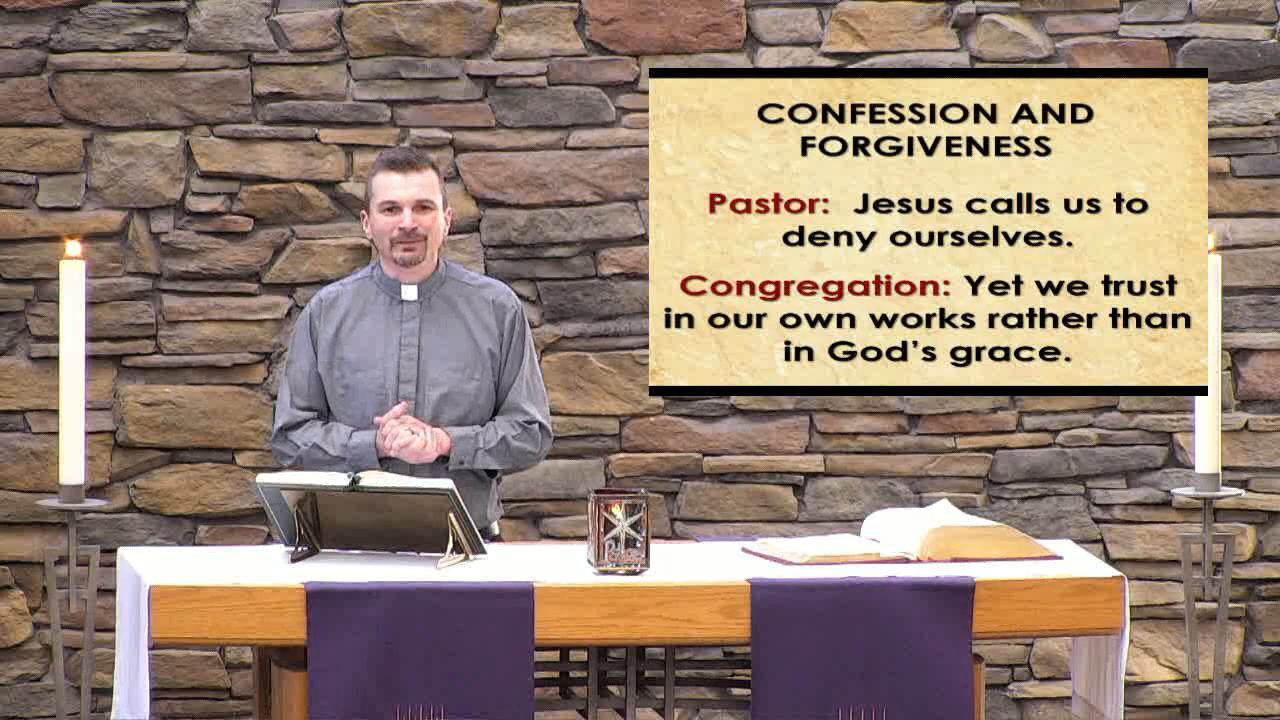 CONFESSION AND
FORGIVENESS
Pastor: Jesus calls us to
deny ourselves.
Congregation: Yet we trust
in our own works rather than
in God's grace.